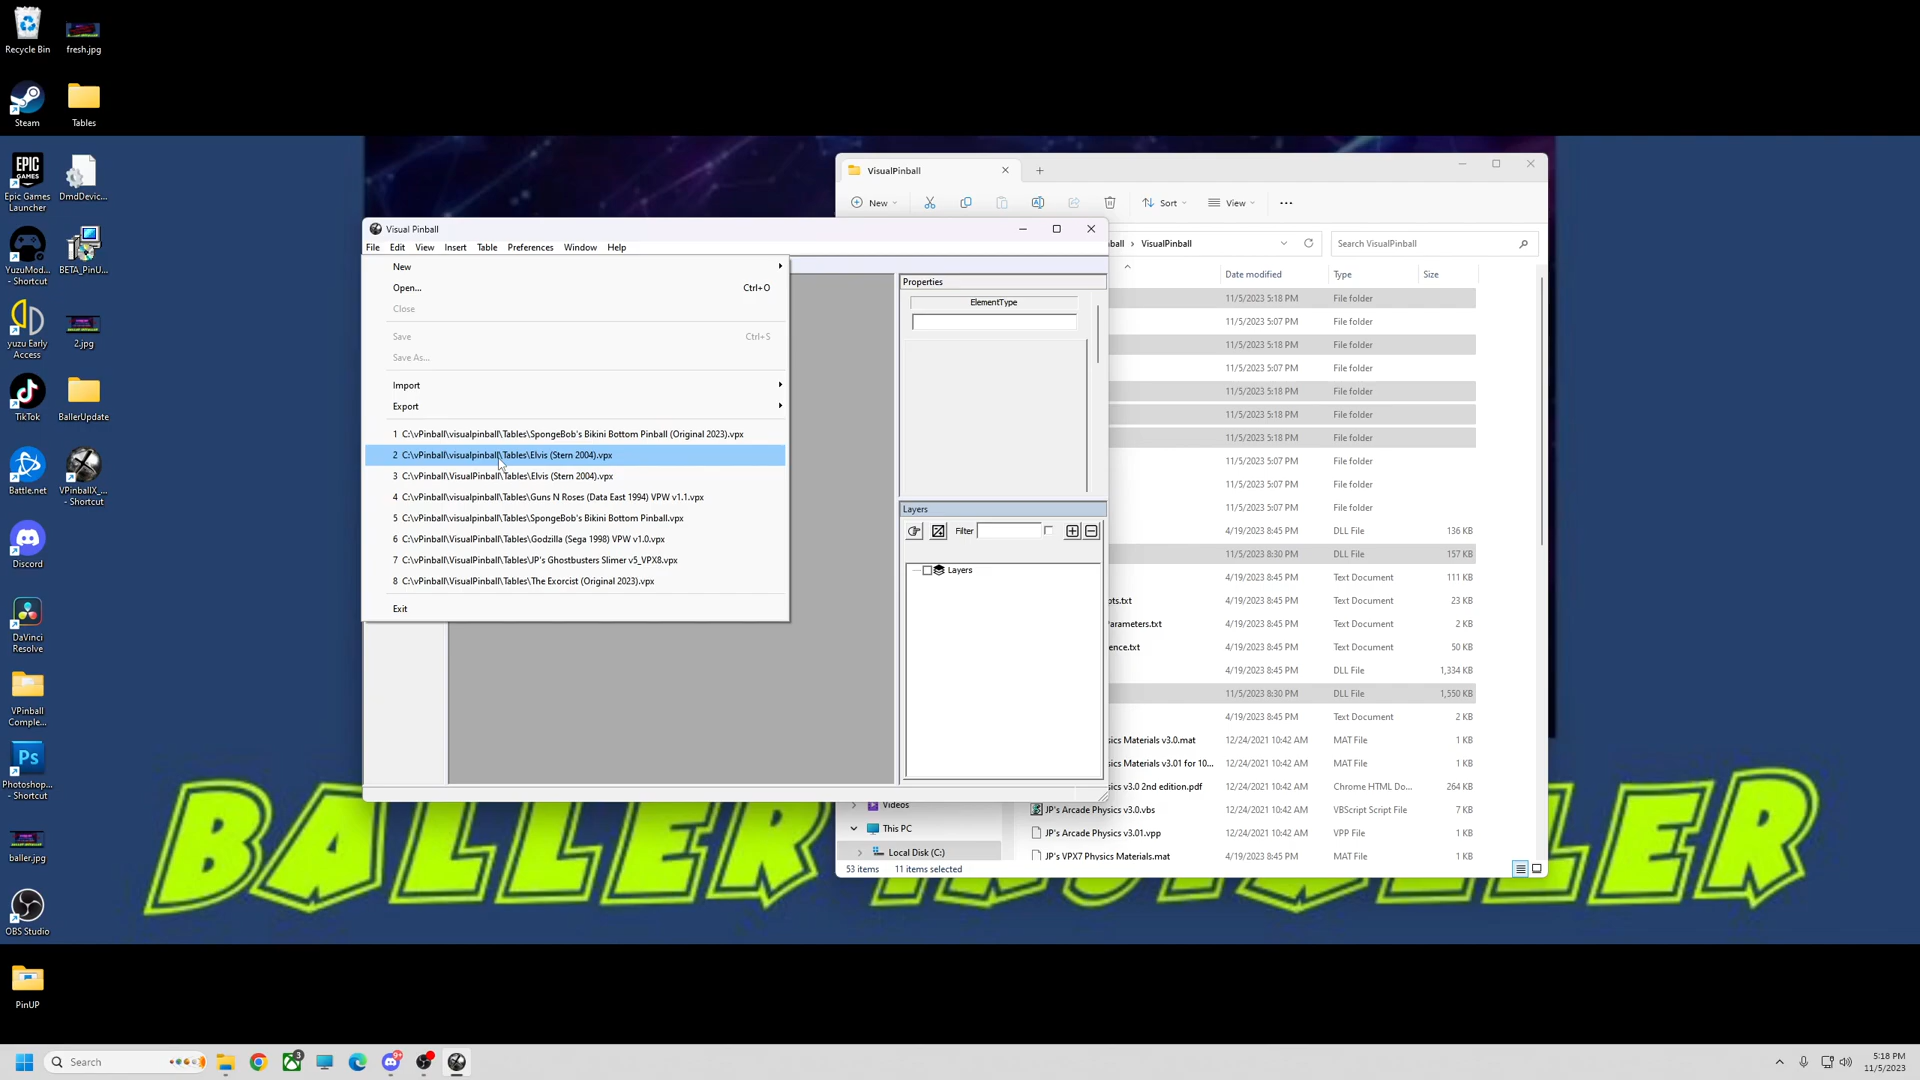 Recycle Bin
fresh.jpg
Steam
Tables
Epic Games
Launcher
DmdDevic...
YuzuMod...
- Shortcut
BETA_PinU...
yuzu Early
Access
2.jpg
TikTok
BallerUpdate
Battle.net
VPinballX_...
- Shortcut
Discord
DaVinci
Resolve
VPinball
Comple...
Photoshop...
- Shortcut
baller.jpg
OBS Studio
PinUP
VisualPinball
New
Sort
View
ball > VisualPinball
Search VisualPinball
Date modified Type Size
11/5/2023 5:18 PM File folder
11/5/2023 5:07 PM File folder
11/5/2023 5:18 PM File folder
11/5/2023 5:07 PM File folder
11/5/2023 5:18 PM File folder
11/5/2023 5:18 PM File folder
11/5/2023 5:18 PM File folder
11/5/2023 5:07 PM File folder
11/5/2023 5:07 PM File folder
11/5/2023 5:07 PM File folder
4/19/2023 8:45 PM DLL File 136 KB
11/5/2023 8:30 PM DLL File 157 KB
4/19/2023 8:45 PM Text Document 111 KB
pts.txt 4/19/2023 8:45 PM Text Document 23 KB
arameters.txt 4/19/2023 8:45 PM Text Document 2 KB
ence.txt 4/19/2023 8:45 PM Text Document 50 KB
4/19/2023 8:45 PM DLL File 1,334 KB
11/5/2023 8:30 PM DLL File 1,550 KB
4/19/2023 8:45 PM Text Document 2 KB
sics Materials v3.0.mat 12/24/2021 10:42 AM MAT File 1 KB
sics Materials v3.01 for 10... 12/24/2021 10:42 AM MAT File 1 KB
sics v3.0 2nd edition.pdf 12/24/2021 10:42 AM Chrome HTML Do... 264 KB
JP's Arcade Physics v3.0.vbs 12/24/2021 10:42 AM VBScript Script File 7 KB
JP's Arcade Physics v3.01.vpp 12/24/2021 10:42 AM VPP File 1 KB
JP's VPX7 Physics Materials.mat 4/19/2023 8:45 PM MAT File 1 KB
Videos
This PC
Local Disk (C:)
53 items 11 items selected
Visual Pinball
File Edit View Insert Table Preferences Window Help
New
Open... Ctrl+O
Close
Save Ctrl+S
Save As...
Import
Export
1 C:\vPinball\visualpinball\Tables\SpongeBob's Bikini Bottom Pinball (Original 2023).vpx
2 C:\vPinball\visualpinball\Tables\Elvis (Stern 2004).vpx
3 C:\vPinball\VisualPinball\Tables\Elvis (Stern 2004).vpx
4 C:\vPinball\visualpinball\Tables\Guns N Roses (Data East 1994) VPW v1.1.vpx
5 C:\vPinball\visualpinball\Tables\SpongeBob's Bikini Bottom Pinball.vpx
6 C:\vPinball\visualpinball\Tables\Godzilla (Sega 1998) VPW v1.0.vpx
7 C:\vPinball\VisualPinball\Tables\JP's Ghostbusters Slimer v5_VPX8.vpx
8 C:\vPinball\VisualPinball\Tables\The Exorcist (Original 2023).vpx
Exit
Properties
ElementType
Layers
Filter
Layers
BALLER
LER
Search
3
9+
5:18 PM
11/5/2023